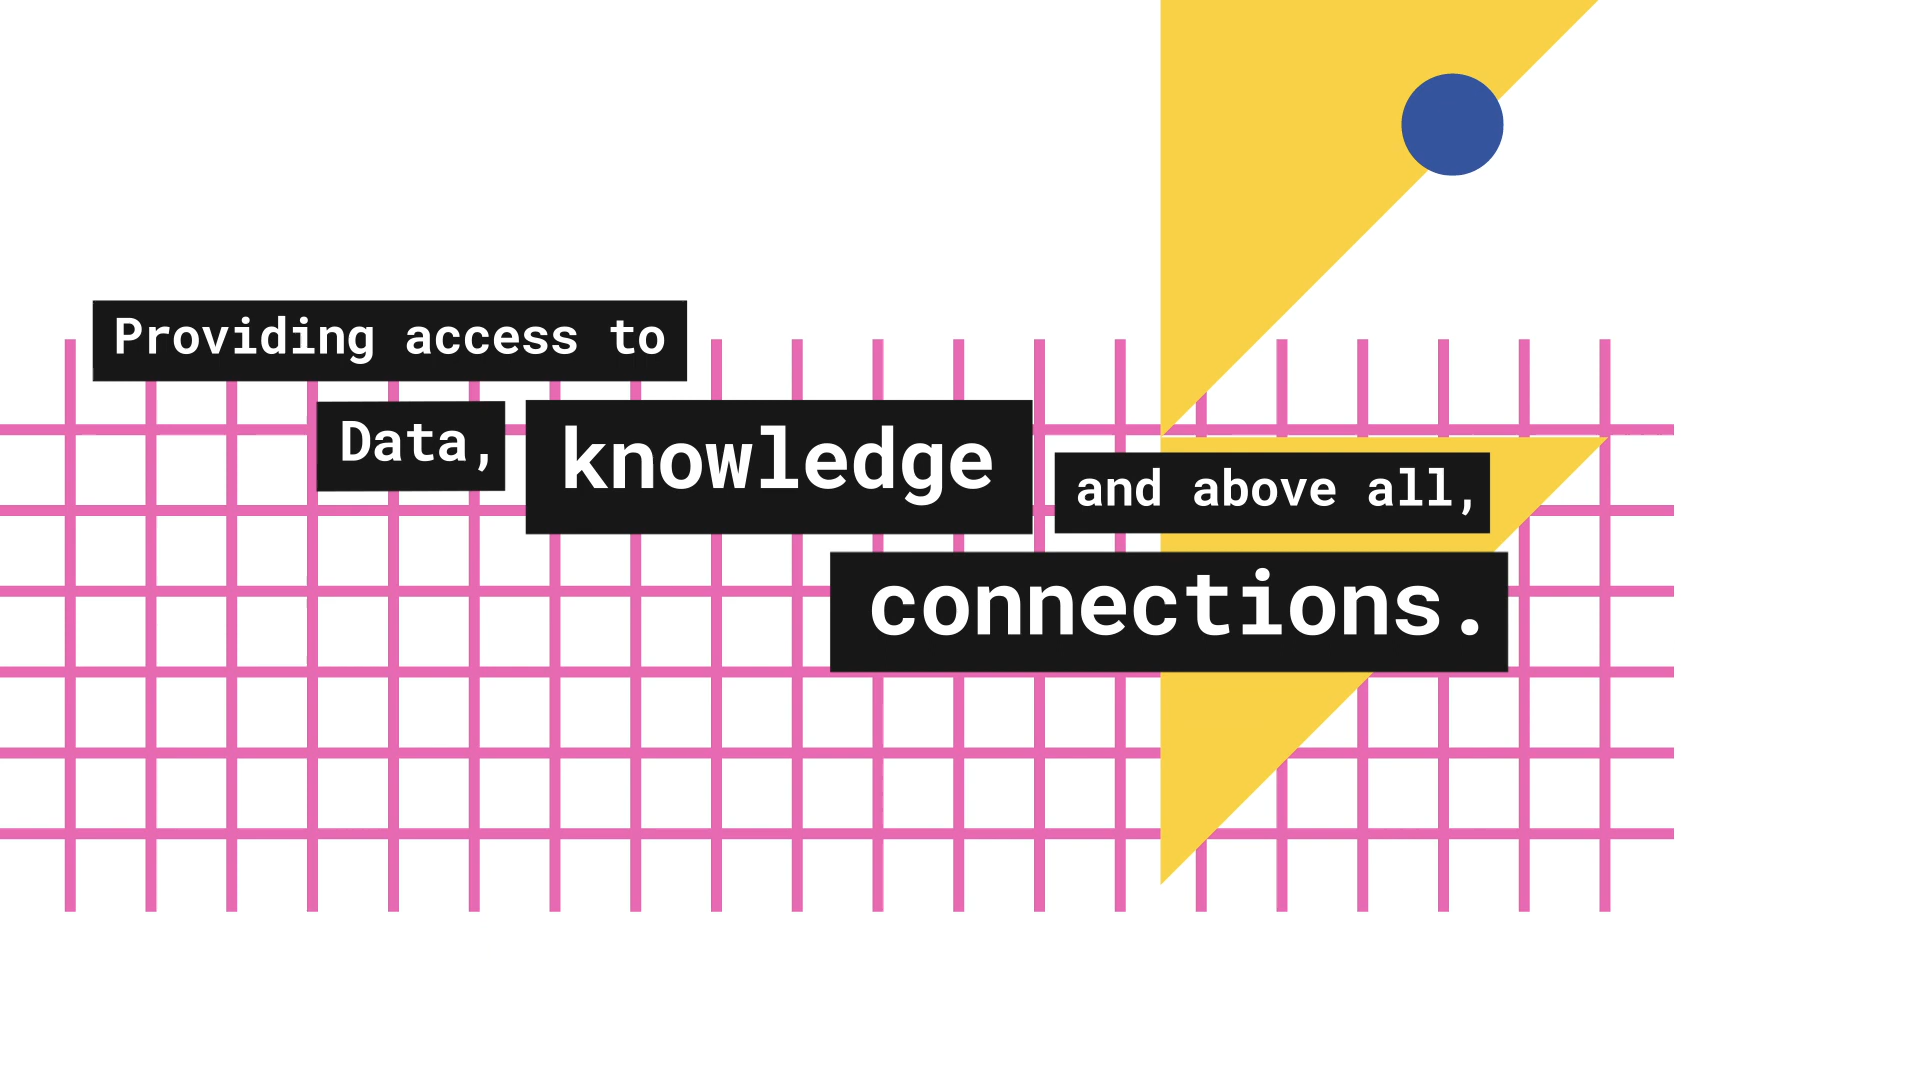 Providing access to
Data, knowledge and above all,
connections.